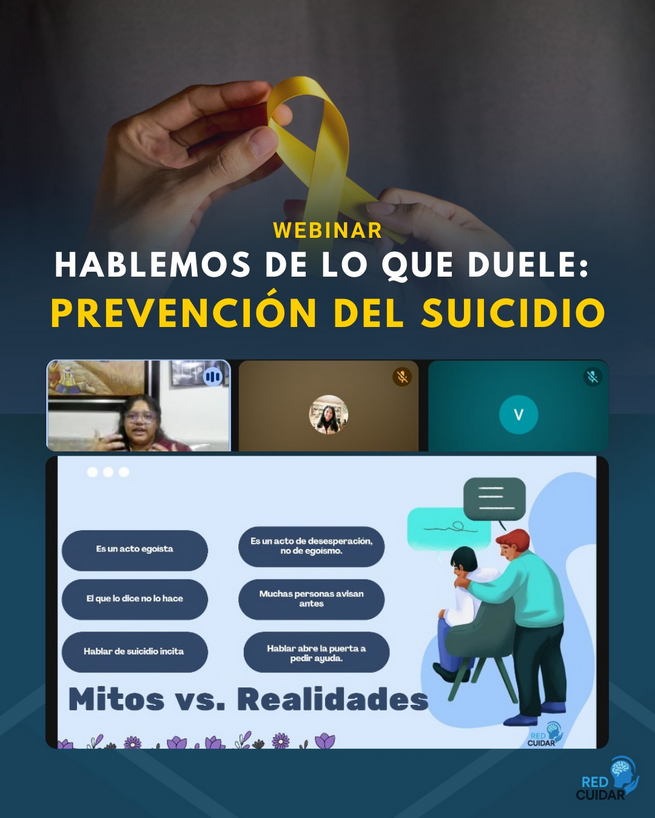 WEBINAR
HABLEMOS DE LO QUE DUELE:
PREVENCIÓN DEL SUICIDIO
V
Es un acto egoísta
Es un acto de desesperación,
no de egoísmo.
El que lo dice no lo hace
Muchas personas avisan
antes
Hablar de suicidio incita
Hablar abre la puerta a
pedir ayuda.
Mitos vs. Realidades
RED
CUIDAR
RED
CUIDAR